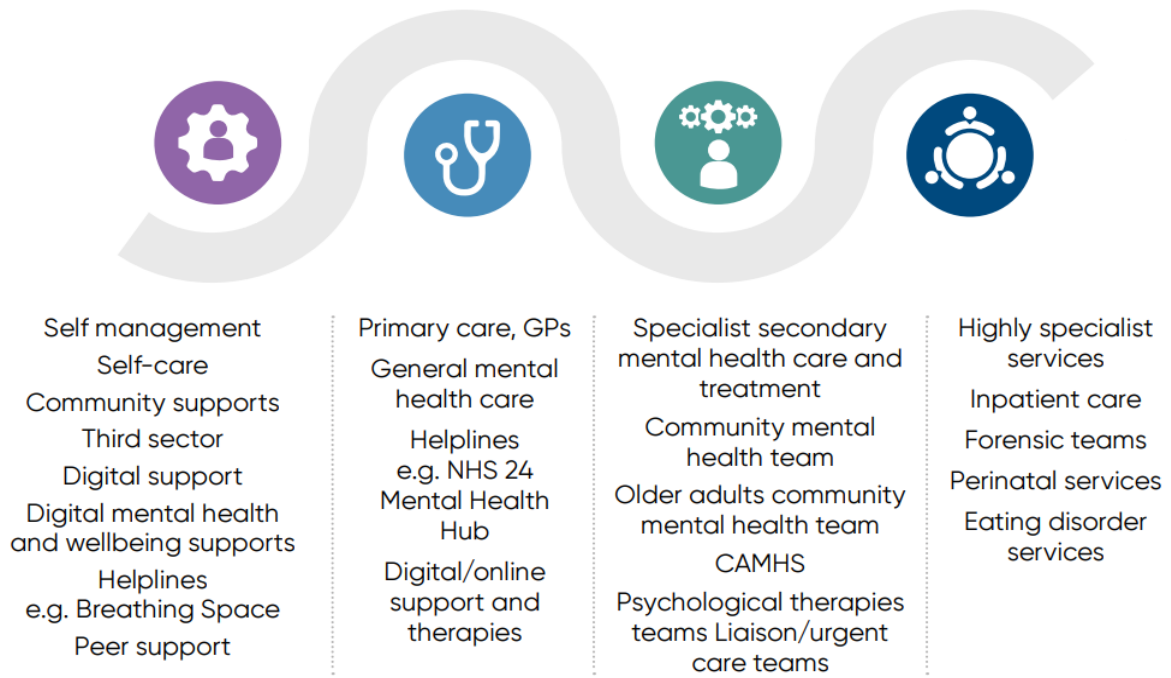 Self management
Self-care
Community supports
Third sector
Digital support
Digital mental health
and wellbeing supports
Helplines
e.g. Breathing Space
Peer support
Primary care, GPs
General mental
health care
Helplines
e.g. NHS 24
Mental Health
Hub
Digital/online
support and
therapies
Specialist secondary
mental health care and
treatment
Community mental
health team
Older adults community
mental health team
CAMHS
Psychological therapies
teams Liaison/urgent
care teams
Highly specialist
services
Inpatient care
Forensic teams
Perinatal services
Eating disorder
services